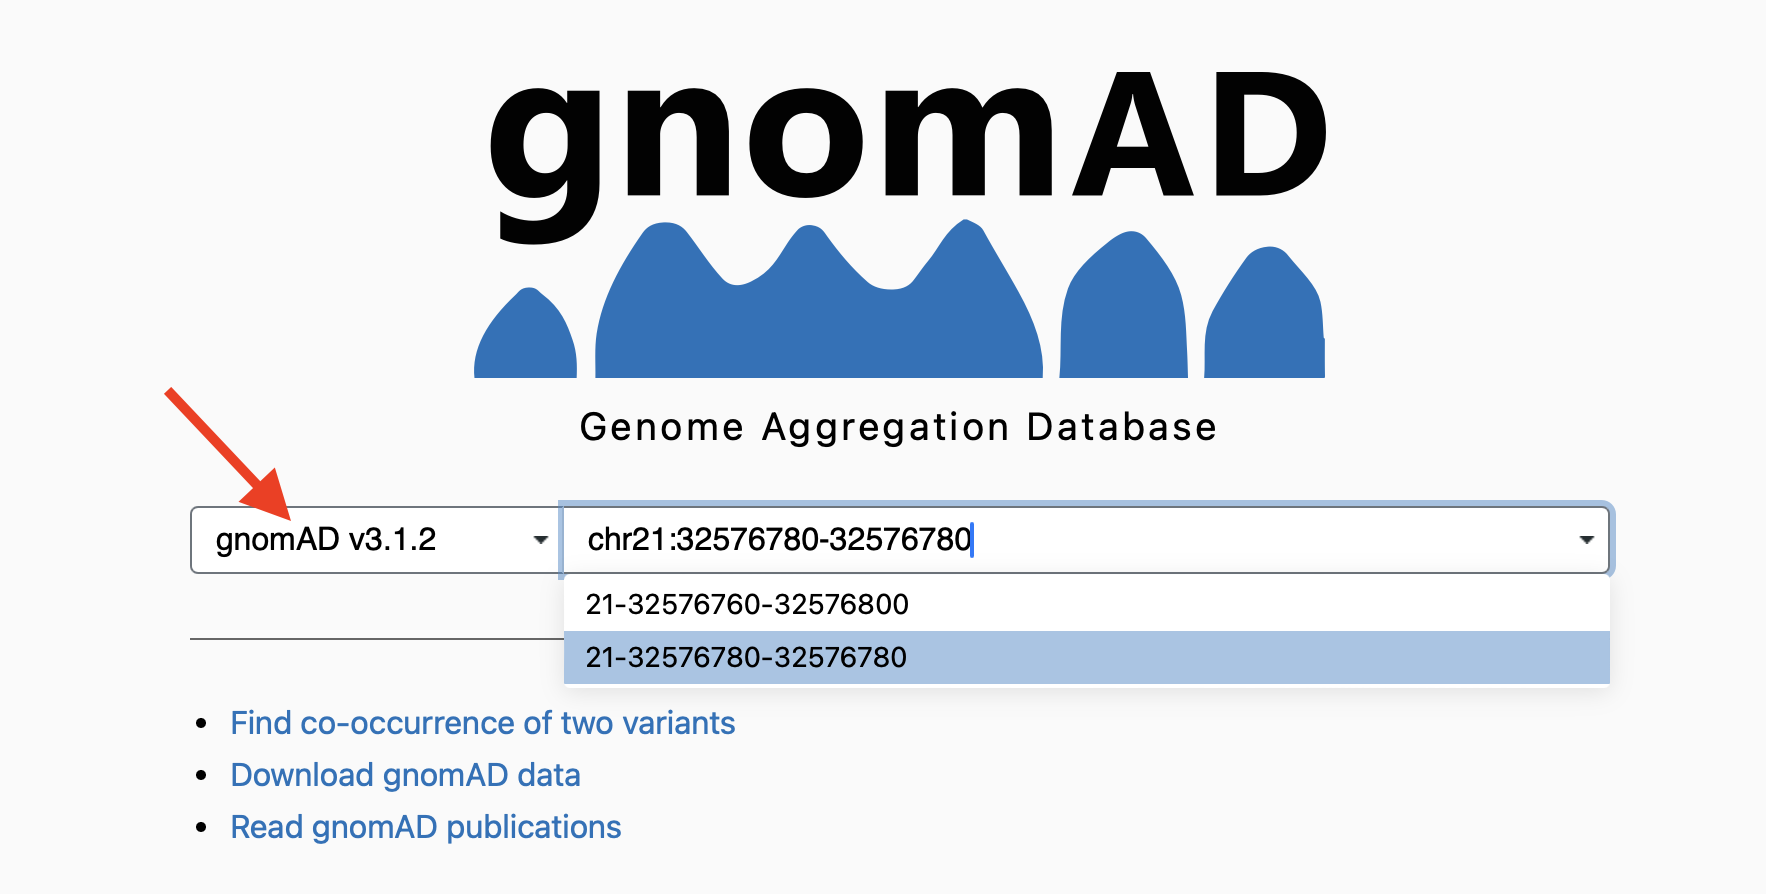 gnomAD
Genome Aggregation Database
gnomAD v3.1.2
chr21:32576780-32576780
21-32576760-32576800
21-32576780-32576780
Find co-occurrence of two variants
Download gnomAD data
Read gnomAD publications